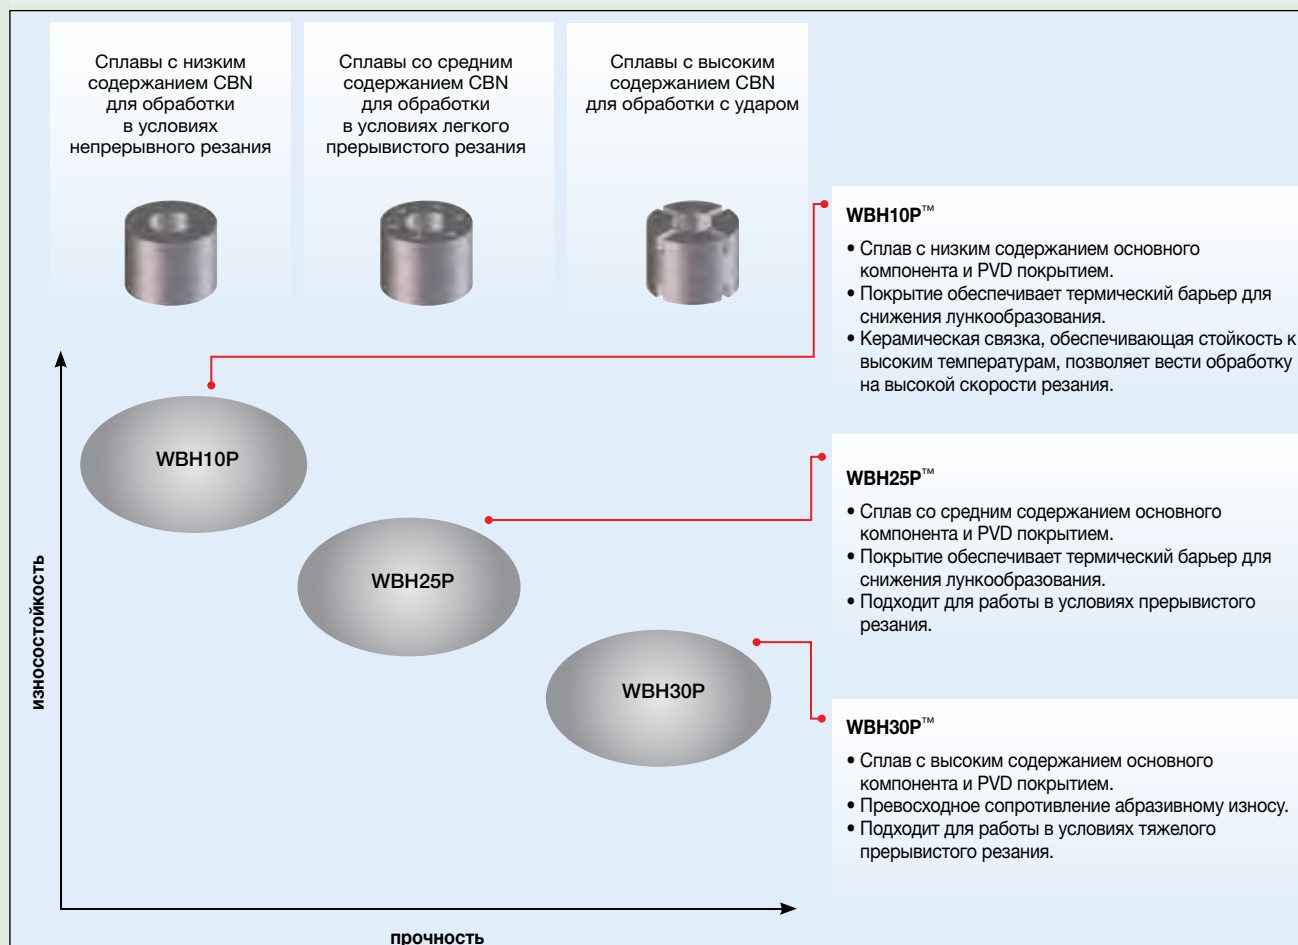 Сплавы с низким
содержанием CBN
для обработки
в условиях
непрерывного резания
Сплавы со средним
содержанием CBN
для обработки
в условиях легкого
прерывистого резания
Сплавы с высоким
содержанием CBN
для обработки с ударом
WBH10P™
• Сплав с низким содержанием основного
компонента и PVD покрытием.
• Покрытие обеспечивает термический барьер для
снижения лункообразования.
• Керамическая связка, обеспечивающая стойкость к
высоким температурам, позволяет вести обработку
на высокой скорости резания.
WBH25P™
• Сплав со средним содержанием основного
компонента и PVD покрытием.
• Покрытие обеспечивает термический барьер для
снижения лункообразования.
• Подходит для работы в условиях прерывистого
резания.
WBH30P™
• Сплав с высоким содержанием основного
компонента и PVD покрытием.
• Превосходное сопротивление абразивному износу.
• Подходит для работы в условиях тяжелого
прерывистого резания.
WBH10P
WBH25P
WBH30P
износостойкость
прочность